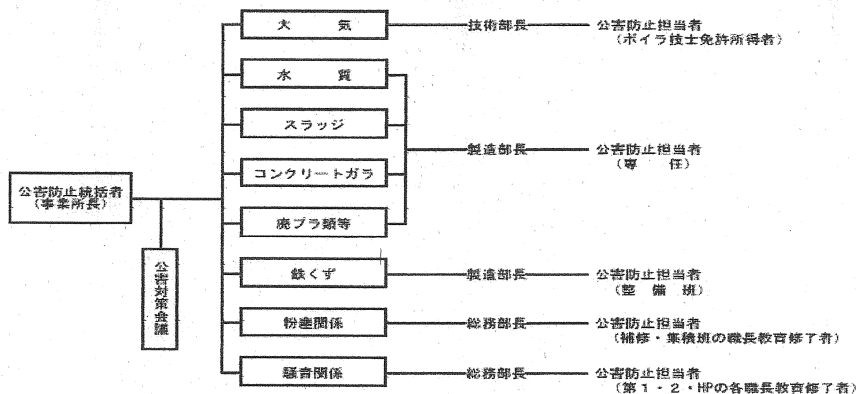 大　気　技術部長　公害防止担当者
（ボイラ技士免許所得者）
水　質
スラッジ
製造部長　公害防止担当者
（専　任）
コンクリートガラ
公害防止統括者
（事業所長）
廃プラ類等
公害対策会議
鉄くず　製造部長　公害防止担当者
（整　備　班）
粉塵関係　総務部長　公害防止担当者
（補修・集積班の職長教育修了者）
騒音関係　総務部長　公害防止担当者
（第１・２・HPの各職長教育修了者）